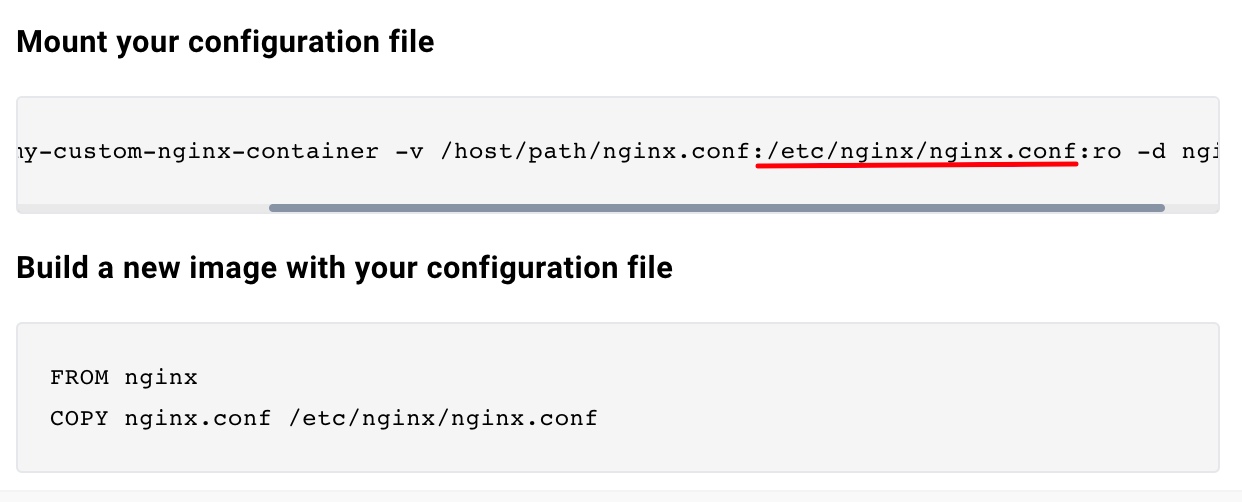 Mount your configuration file
my-custom-nginx-container -v /host/path/nginx.conf:/etc/nginx/nginx.conf:ro -d ngi
Build a new image with your configuration file
FROM nginx
COPY nginx.conf /etc/nginx/nginx.conf